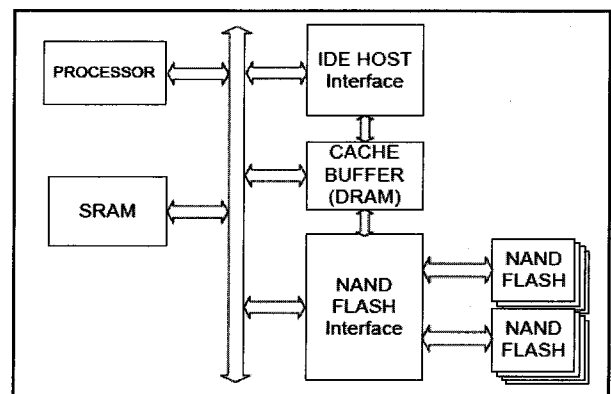 PROCESSOR
IDE HOST
Interface
CACHE
BUFFER
(DRAM)
SRAM
NAND
FLASH
Interface
NAND
FLASH
NAND
FLASH